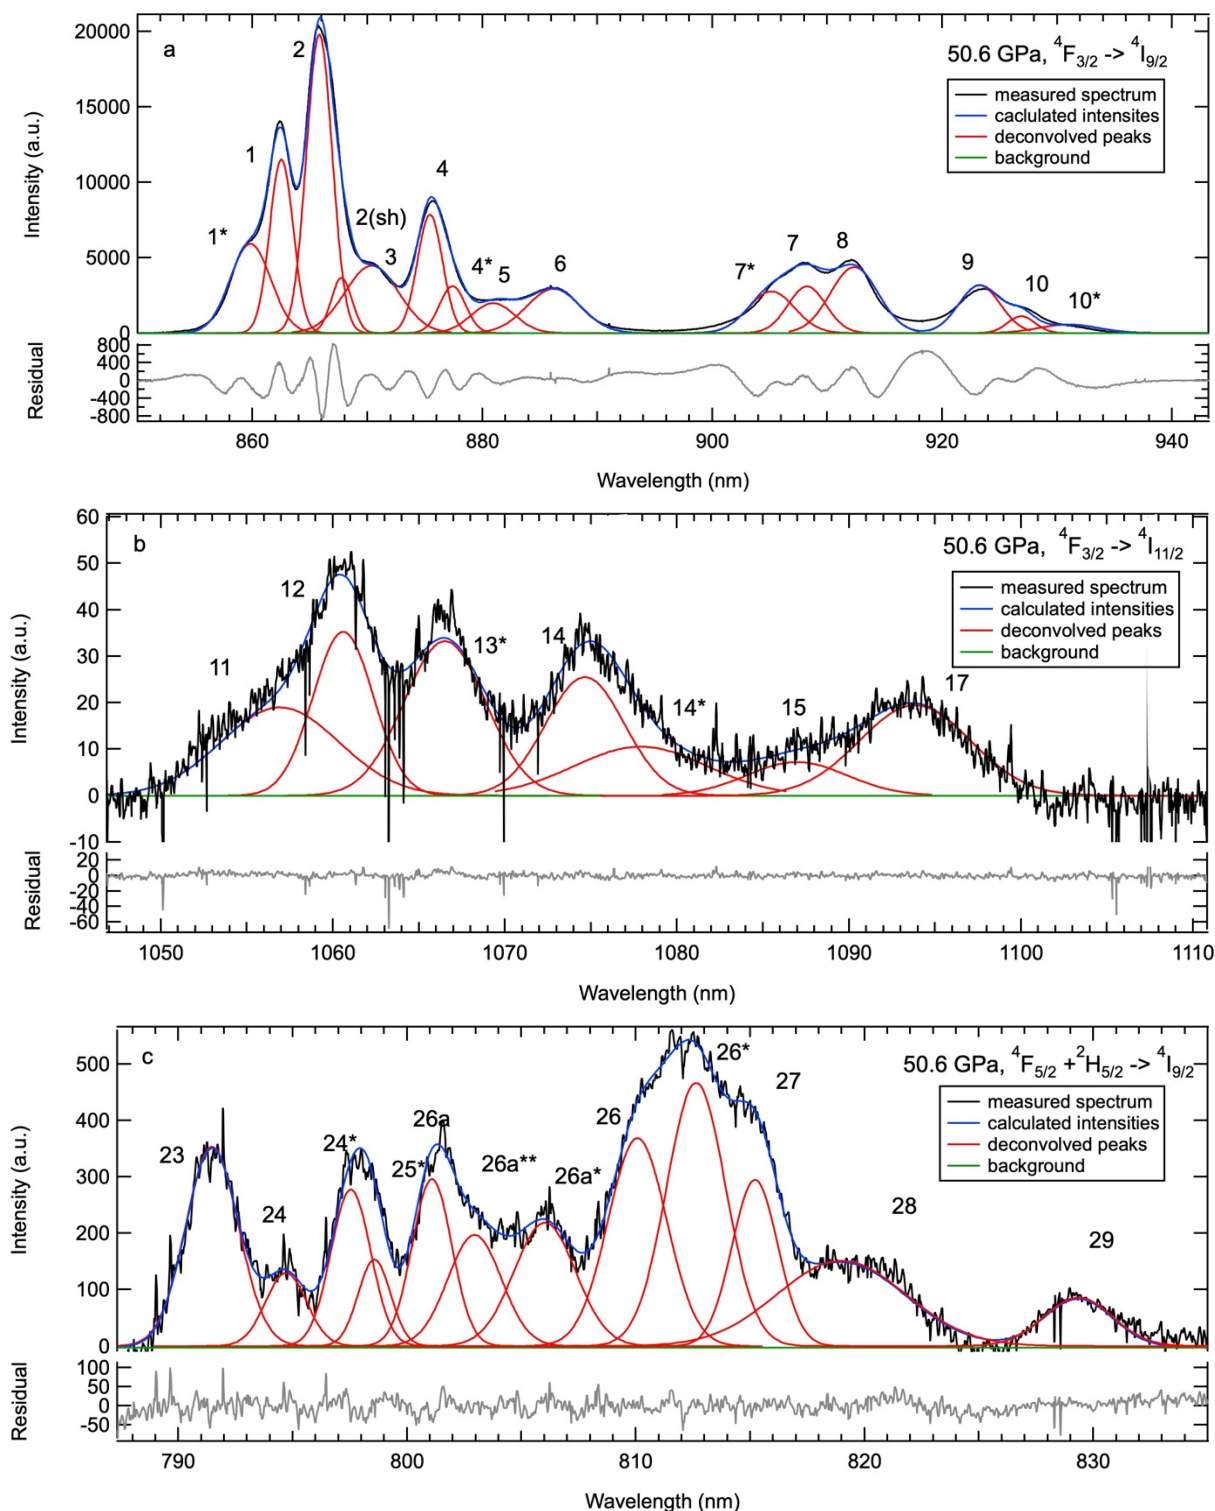 a
50.6 GPa, ⁴F3/2 -> ⁴I9/2
measured spectrum
caclulated intensites
deconvolved peaks
background
Intensity (a.u.)
20000
15000
10000
5000
0
1*
1
2
2(sh)
3
4
4*
5
6
7*
7
8
9
10
10*
Residual
800
400
0
-400
-800
860
880
900
920
940
Wavelength (nm)
b
50.6 GPa, ⁴F3/2 -> ⁴I11/2
measured spectrum
calculated intensities
deconvolved peaks
background
Intensity (a.u.)
60
50
40
30
20
10
0
-10
11
12
13*
14
14*
15
17
Residual
20
0
-20
-40
-60
1050
1060
1070
1080
1090
1100
1110
Wavelength (nm)
c
50.6 GPa, ⁴F5/2 +²H5/2 -> ⁴I9/2
measured spectrum
calculated intensities
deconvolved peaks
background
Intensity (a.u.)
500
400
300
200
100
0
23
24
24*
25*
26a
26a**
26a*
26
26*
27
28
29
Residual
100
50
0
-50
790
800
810
820
830
Wavelength (nm)